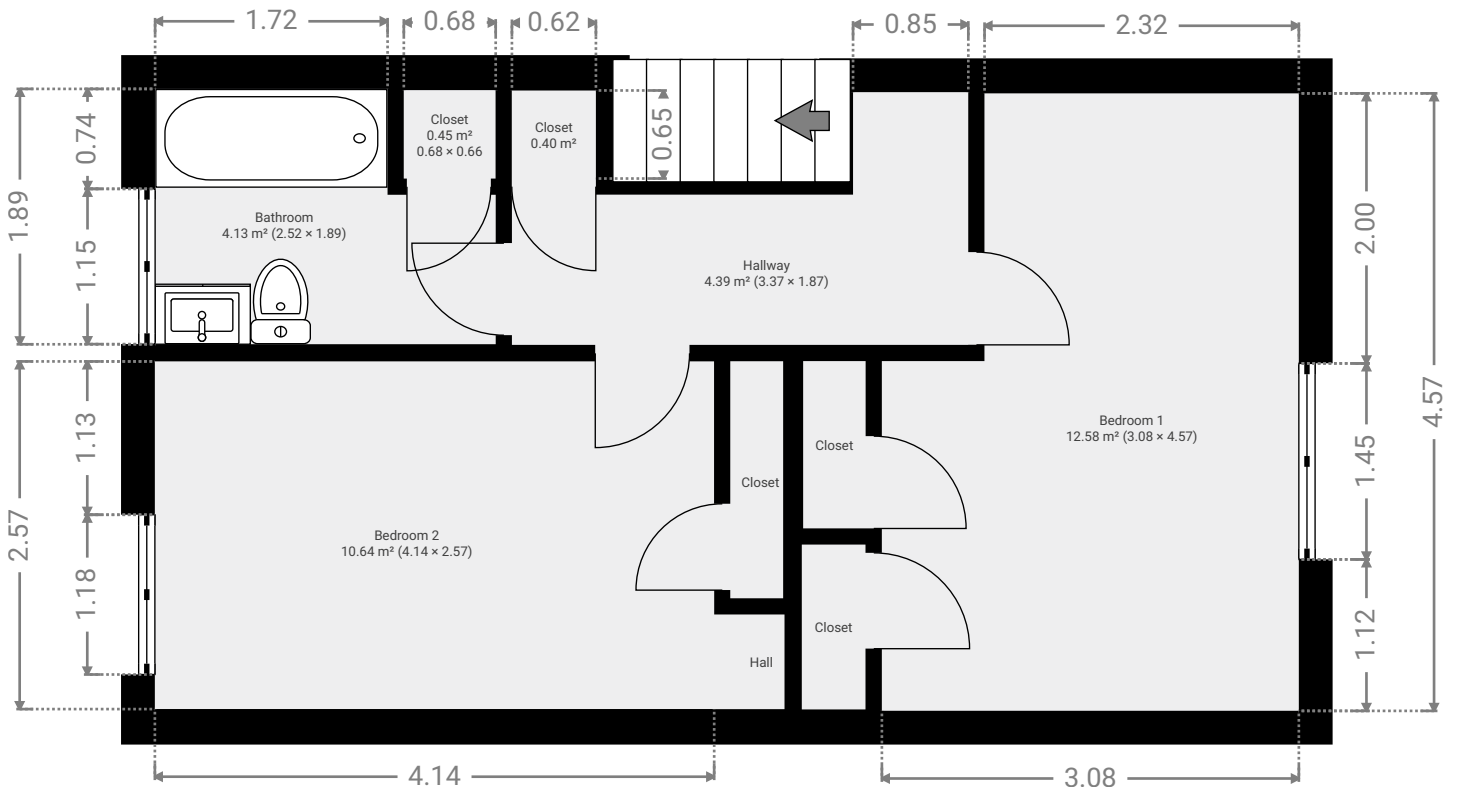 1.72
0.68
0.62
0.85
2.32
0.74
0.65
Closet
0.45 m²
0.68 × 0.66
Closet
0.40 m²
1.89
1.15
Bathroom
4.13 m² (2.52 × 1.89)
Hallway
4.39 m² (3.37 × 1.87)
2.00
4.57
1.13
Closet
Closet
Bedroom 1
12.58 m² (3.08 × 4.57)
1.45
2.57
Bedroom 2
10.64 m² (4.14 × 2.57)
1.18
Closet
Hall
1.12
4.14
3.08